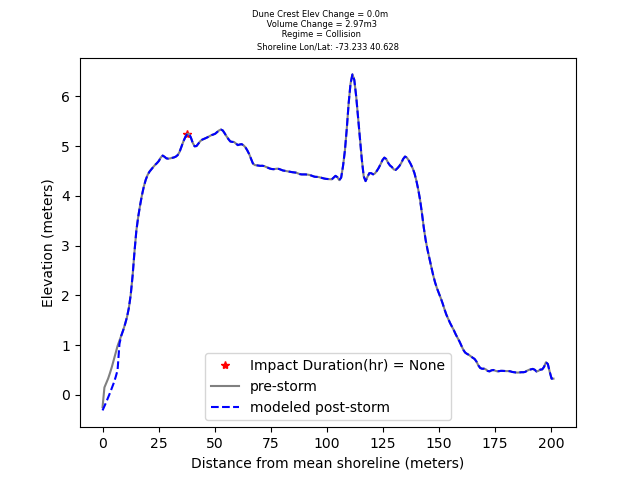 Dune Crest Elev Change = 0.0m
Volume Change = 2.97m3
Regime = Collision
Shoreline Lon/Lat: -73.233 40.628
Elevation (meters)
6
5
4
3
2
1
0
Impact Duration(hr) = None
pre-storm
modeled post-storm
0 25 50 75 100 125 150 175 200
Distance from mean shoreline (meters)